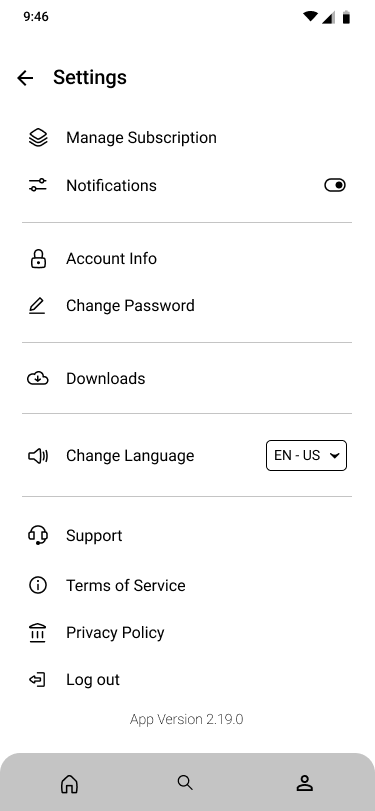 9:46
Settings
Manage Subscription
Notifications
Account Info
Change Password
Downloads
Change Language EN - US
Support
Terms of Service
Privacy Policy
Log out
App Version 2.19.0